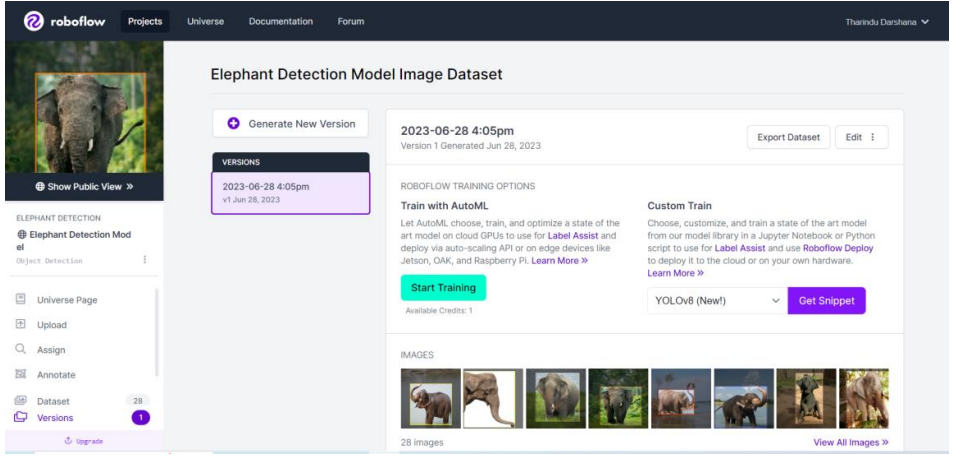 roboflow Projects Universe Documentation Forum Tharindu Darshana
Show Public View »
ELEPHANT DETECTION
Elephant Detection Mod
el
Object Detection
Universe Page
Upload
Assign
Annotate
Dataset 28
Versions 1
Upgrade
Elephant Detection Model Image Dataset
Generate New Version
VERSIONS
2023-06-28 4:05pm
v1 Jun 28, 2023
2023-06-28 4:05pm
Version 1 Generated Jun 28, 2023
Export Dataset Edit
ROBOFLOW TRAINING OPTIONS
Train with AutoML
Let AutoML choose, train, and optimize a state of the
art model on cloud GPUs to use for Label Assist and
deploy via auto-scaling API or on edge devices like
Jetson, OAK, and Raspberry Pi. Learn More »
Start Training
Available Credits: 1
Custom Train
Choose, customize, and train a state of the art model
from our model library in a Jupyter Notebook or Python
script to use for Label Assist and use Roboflow Deploy
to deploy it to the cloud or on your own hardware.
Learn More »
YOLOv8 (New!) Get Snippet
IMAGES
28 images View All Images »